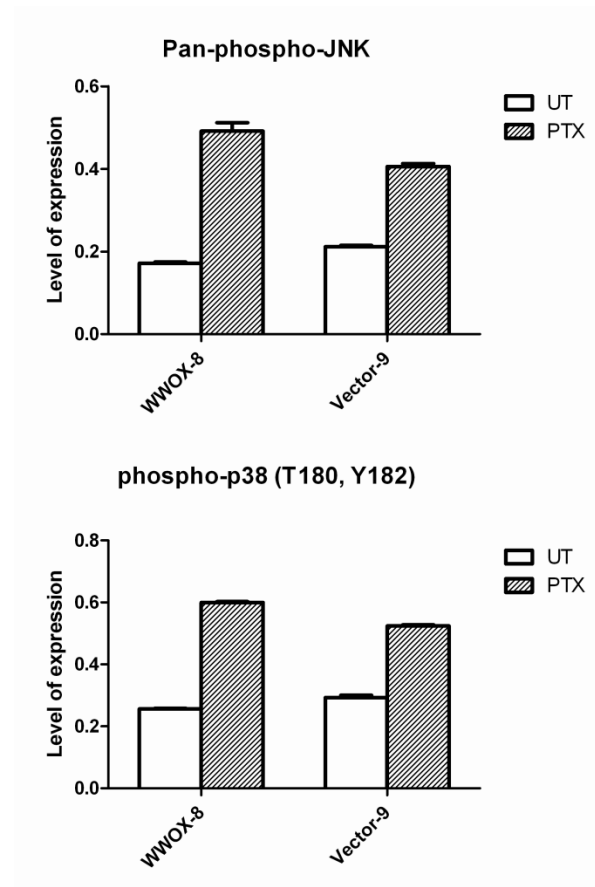 Pan-phospho-JNK
Level of expression
0.6
0.4
0.2
0.0
UT
PTX
WWOX-8
Vector-9
phospho-p38 (T180, Y182)
Level of expression
0.8
0.6
0.4
0.2
0.0
UT
PTX
WWOX-8
Vector-9